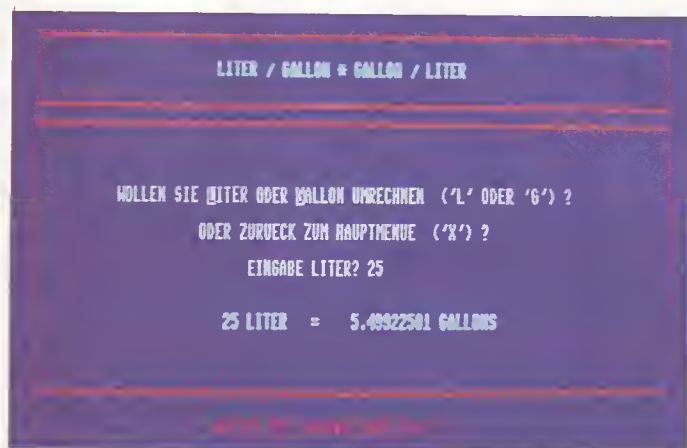 LITER / GALLON * GALLON / LITER
WOLLEN SIE LITER ODER GALLON UMRECHNEN ('L' ODER 'G') ?
ODER ZURUECK ZUM HAUPTMENUE ('X') ?
EINGABE LITER? 25
25 LITER = 5.49922501 GALLONS